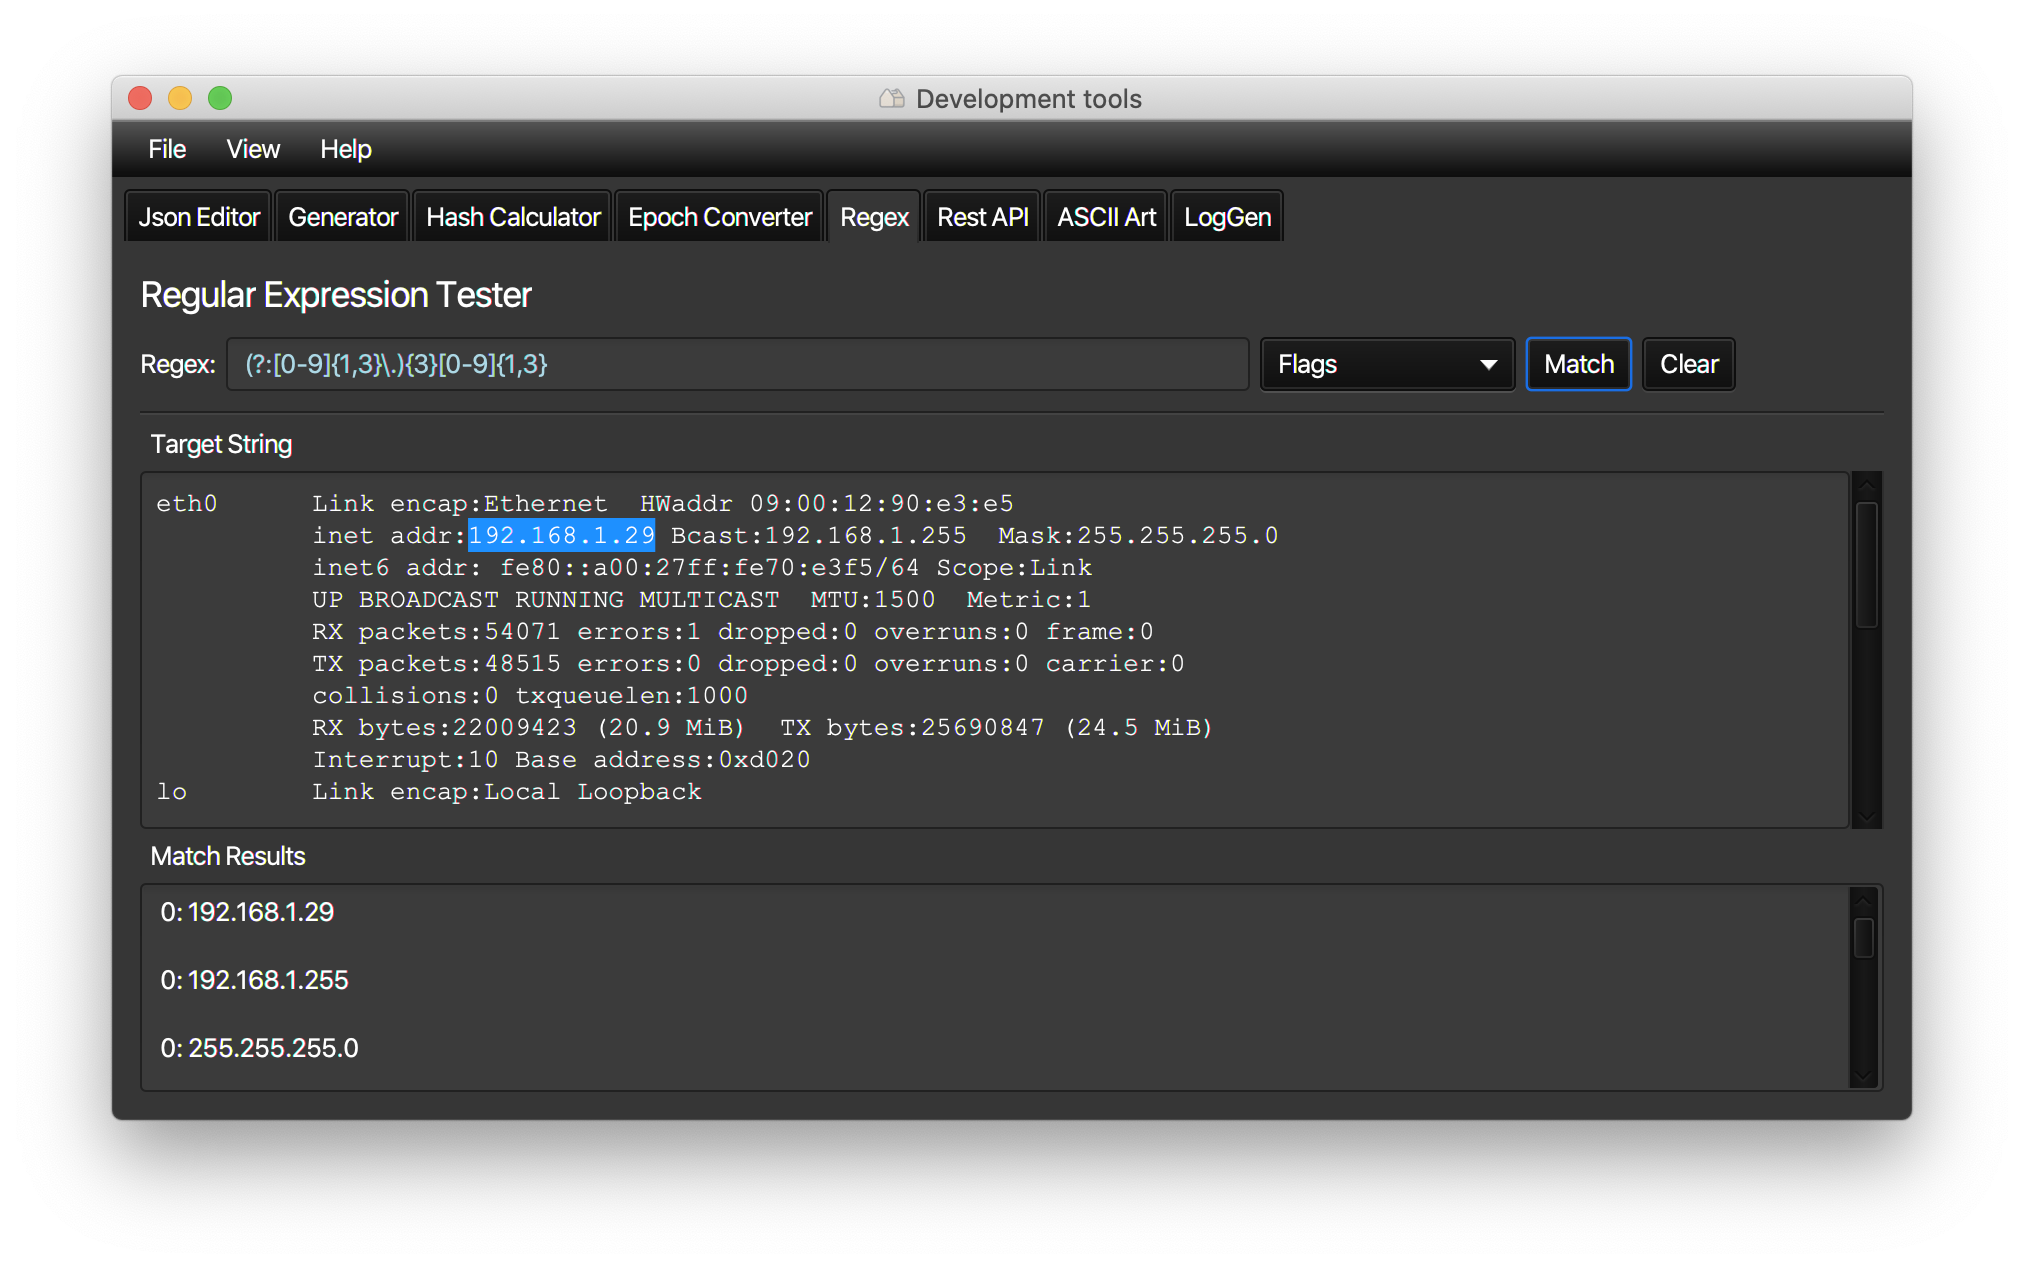 Development tools
File View Help
Json Editor Generator Hash Calculator Epoch Converter Regex Rest API ASCII Art LogGen
Regular Expression Tester
Regex: (?:[0-9]{1,3}\.){3}[0-9]{1,3} Flags Match Clear
Target String
eth0      Link encap:Ethernet  HWaddr 09:00:12:90:e3:e5
          inet addr:192.168.1.29 Bcast:192.168.1.255  Mask:255.255.255.0
          inet6 addr: fe80::a00:27ff:fe70:e3f5/64 Scope:Link
          UP BROADCAST RUNNING MULTICAST  MTU:1500  Metric:1
          RX packets:54071 errors:1 dropped:0 overruns:0 frame:0
          TX packets:48515 errors:0 dropped:0 overruns:0 carrier:0
          collisions:0 txqueuelen:1000
          RX bytes:22009423 (20.9 MiB)  TX bytes:25690847 (24.5 MiB)
          Interrupt:10 Base address:0xd020
lo        Link encap:Local Loopback
Match Results
0: 192.168.1.29
0: 192.168.1.255
0: 255.255.255.0